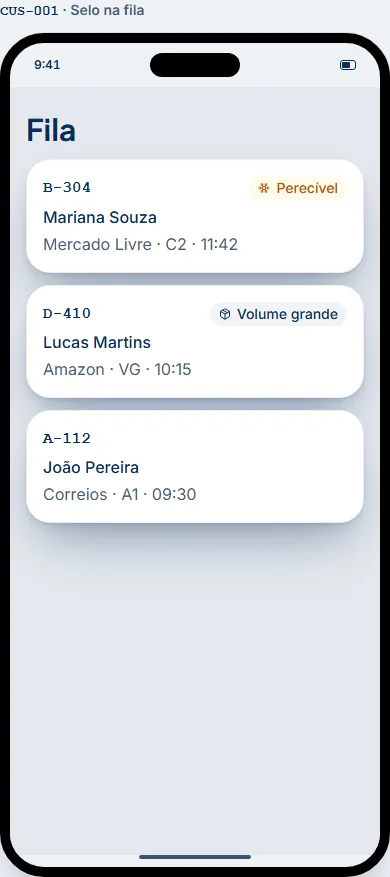 CUS-001 · Selo na fila
9:41
Fila
B-304
Perecível
Mariana Souza
Mercado Livre · C2 · 11:42
D-410
Volume grande
Lucas Martins
Amazon · VG · 10:15
A-112
João Pereira
Correios · A1 · 09:30